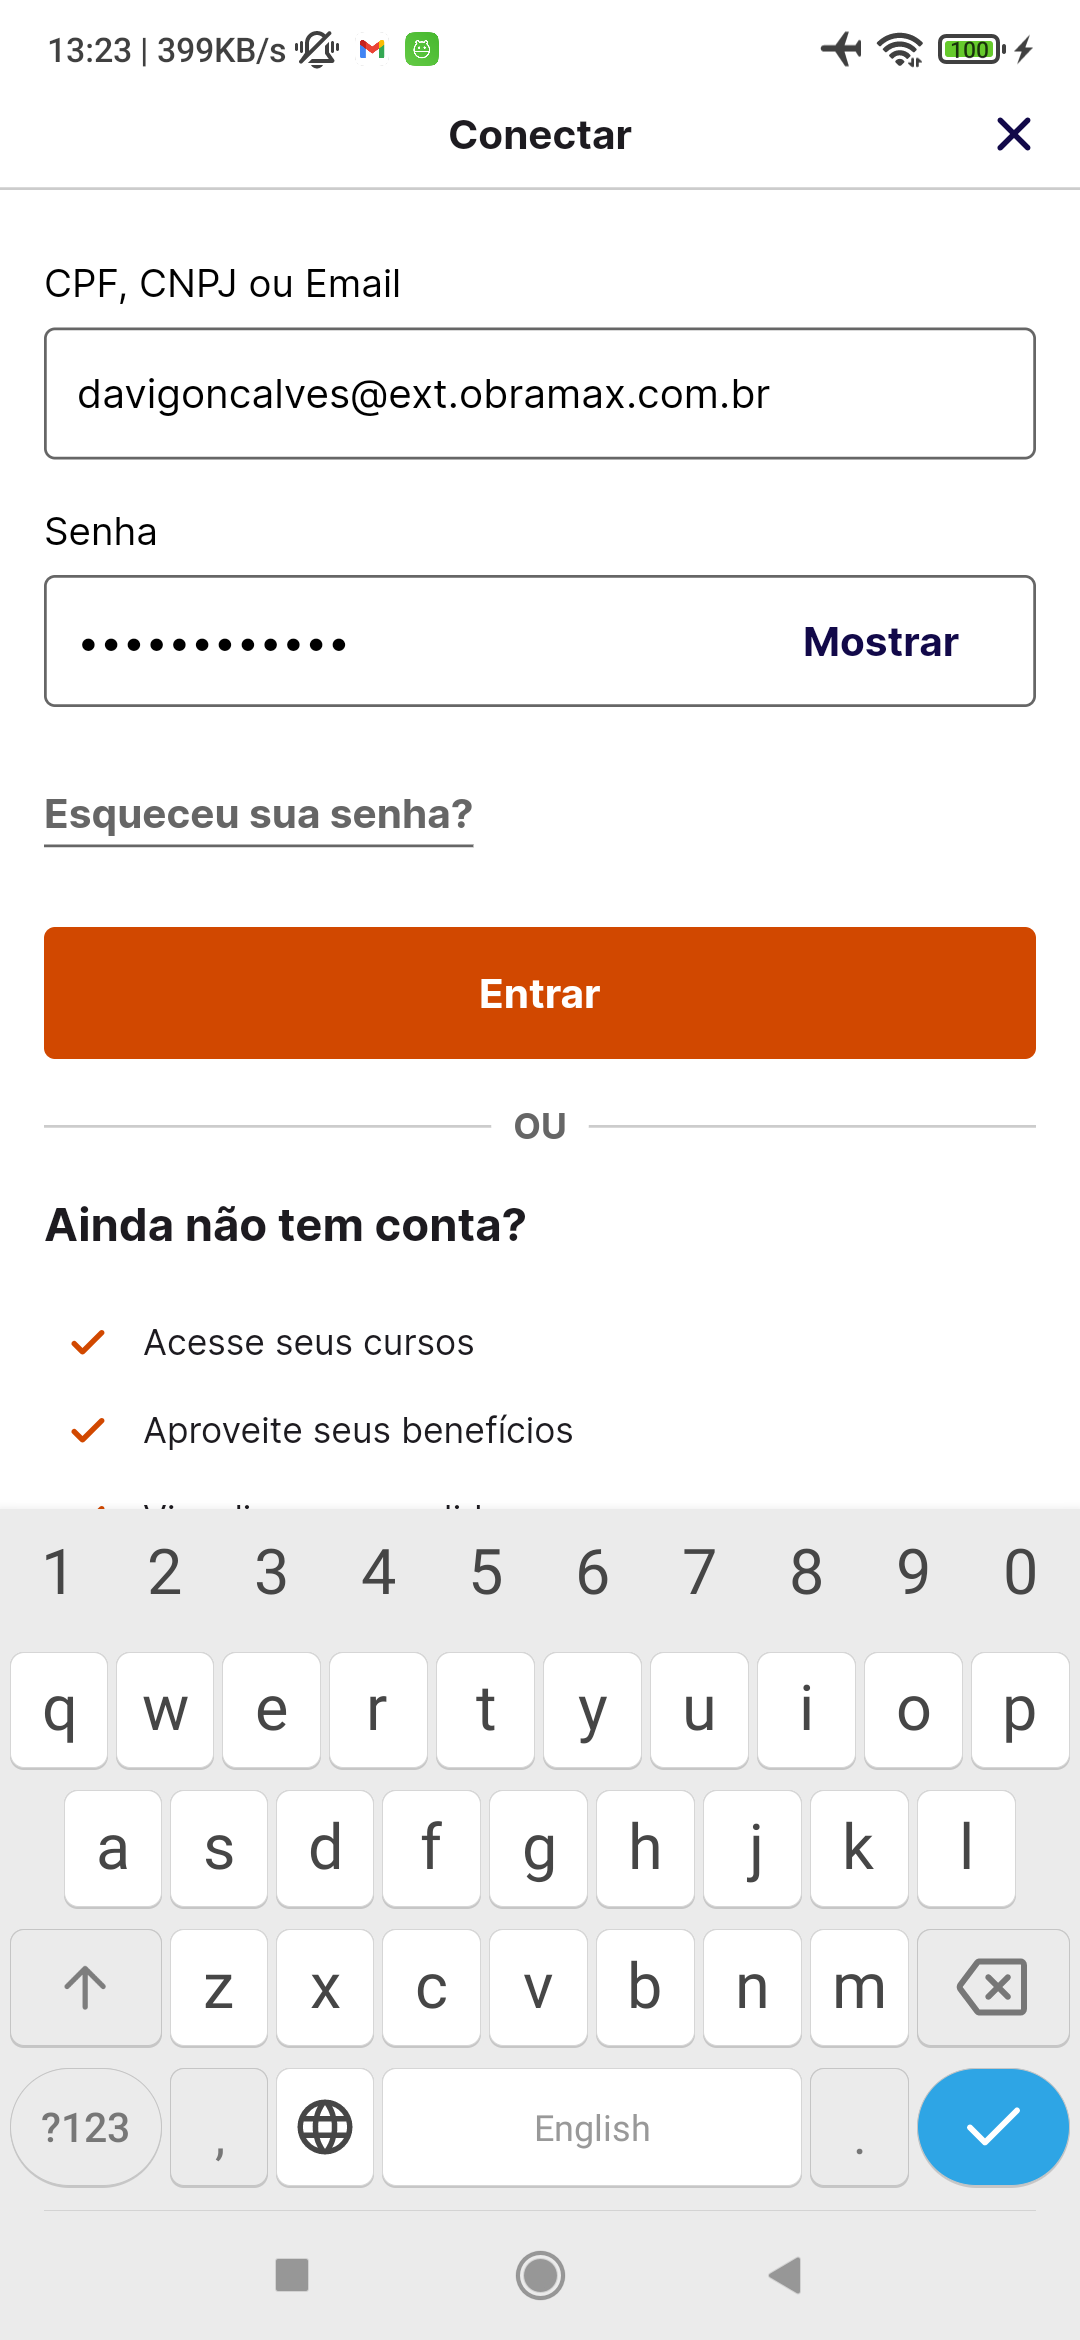 13:23 | 399KB/s
100
Conectar
CPF, CNPJ ou Email
davigoncalves@ext.obramax.com.br
Senha
••••••••••••
Mostrar
Esqueceu sua senha?
Entrar
OU
Ainda não tem conta?
Acesse seus cursos
Aproveite seus benefícios
1 2 3 4 5 6 7 8 9 0
q w e r t y u i o p
a s d f g h j k l
z x c v b n m
?123 , English .